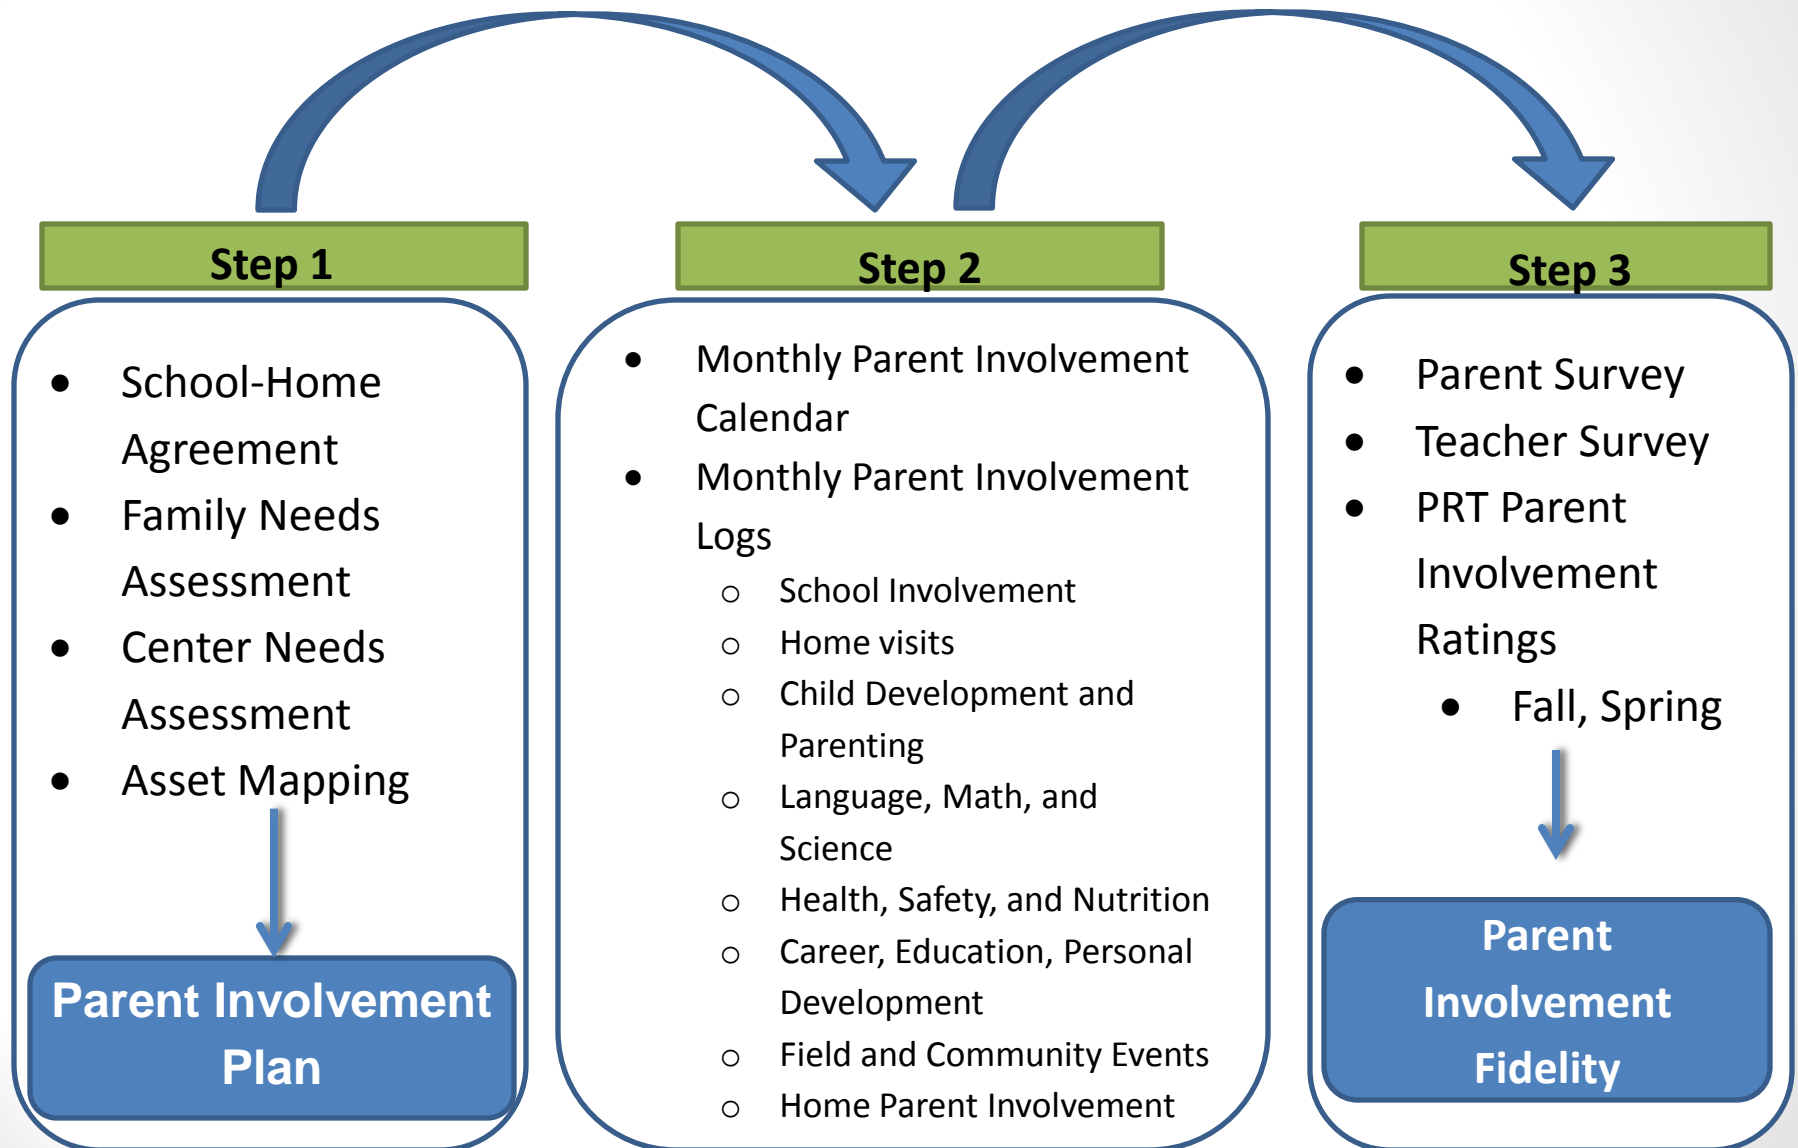 Step 1
• School-Home
Agreement
• Family Needs
Assessment
• Center Needs
Assessment
• Asset Mapping
Parent Involvement
Plan
Step 2
• Monthly Parent Involvement
Calendar
• Monthly Parent Involvement
Logs
o School Involvement
o Home visits
o Child Development and
Parenting
o Language, Math, and
Science
o Health, Safety, and Nutrition
o Career, Education, Personal
Development
o Field and Community Events
o Home Parent Involvement
Step 3
• Parent Survey
• Teacher Survey
• PRT Parent
Involvement
Ratings
• Fall, Spring
Parent
Involvement
Fidelity